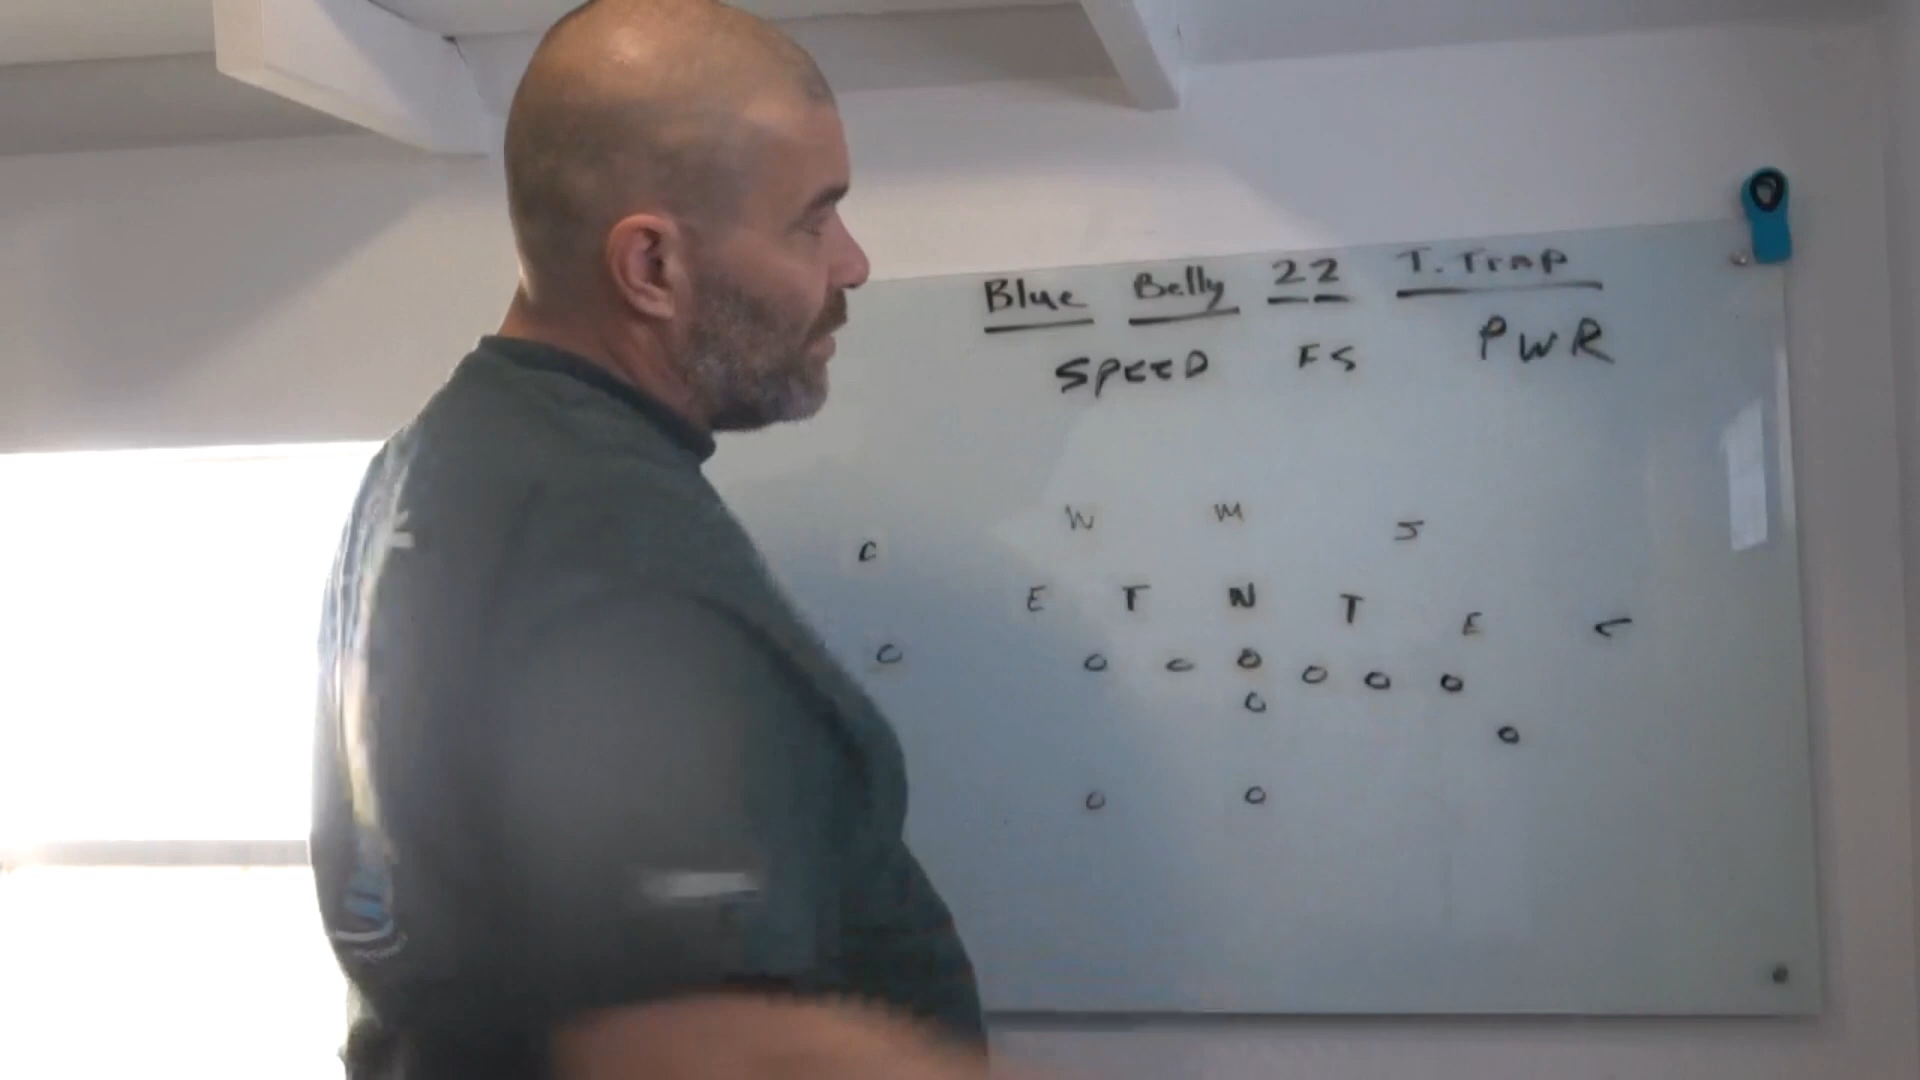 Blue Belly 22 T. Trap
SPEED FS PWR
W M S
C
E T N T E C
O O O O O O O
O
O
O O